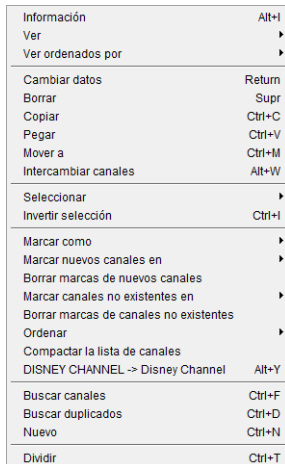 Información Alt+I
Ver
Ver ordenados por
Cambiar datos Return
Borrar Supr
Copiar Ctrl+C
Pegar Ctrl+V
Mover a Ctrl+M
Intercambiar canales Alt+W
Seleccionar
Invertir selección Ctrl+I
Marcar como
Marcar nuevos canales en
Borrar marcas de nuevos canales
Marcar canales no existentes en
Borrar marcas de canales no existentes
Ordenar
Compactar la lista de canales
DISNEY CHANNEL -> Disney Channel Alt+Y
Buscar canales Ctrl+F
Buscar duplicados Ctrl+D
Nuevo Ctrl+N
Dividir Ctrl+T